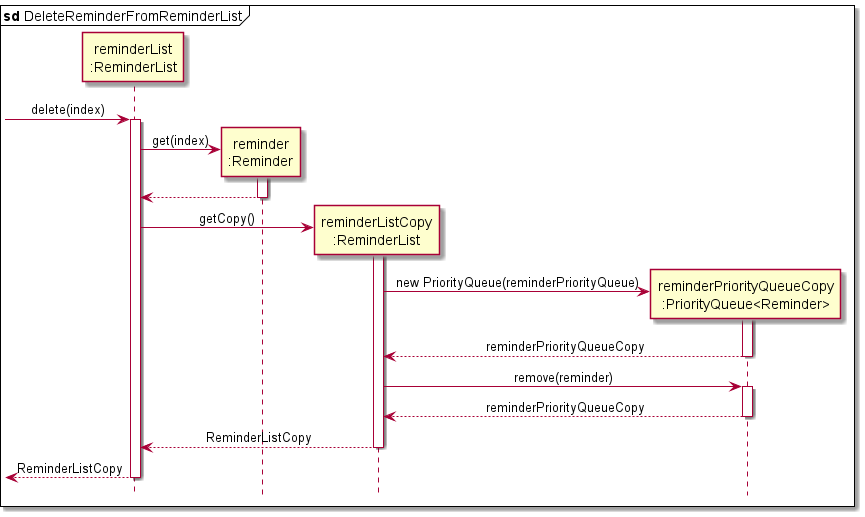 sd DeleteReminderFromReminderList
reminderList
:ReminderList
delete(index)
get(index)
reminder
:Reminder
getCopy()
reminderListCopy
:ReminderList
new PriorityQueue(reminderPriorityQueue)
reminderPriorityQueueCopy
:PriorityQueue<Reminder>
reminderPriorityQueueCopy
remove(reminder)
reminderPriorityQueueCopy
ReminderListCopy
ReminderListCopy